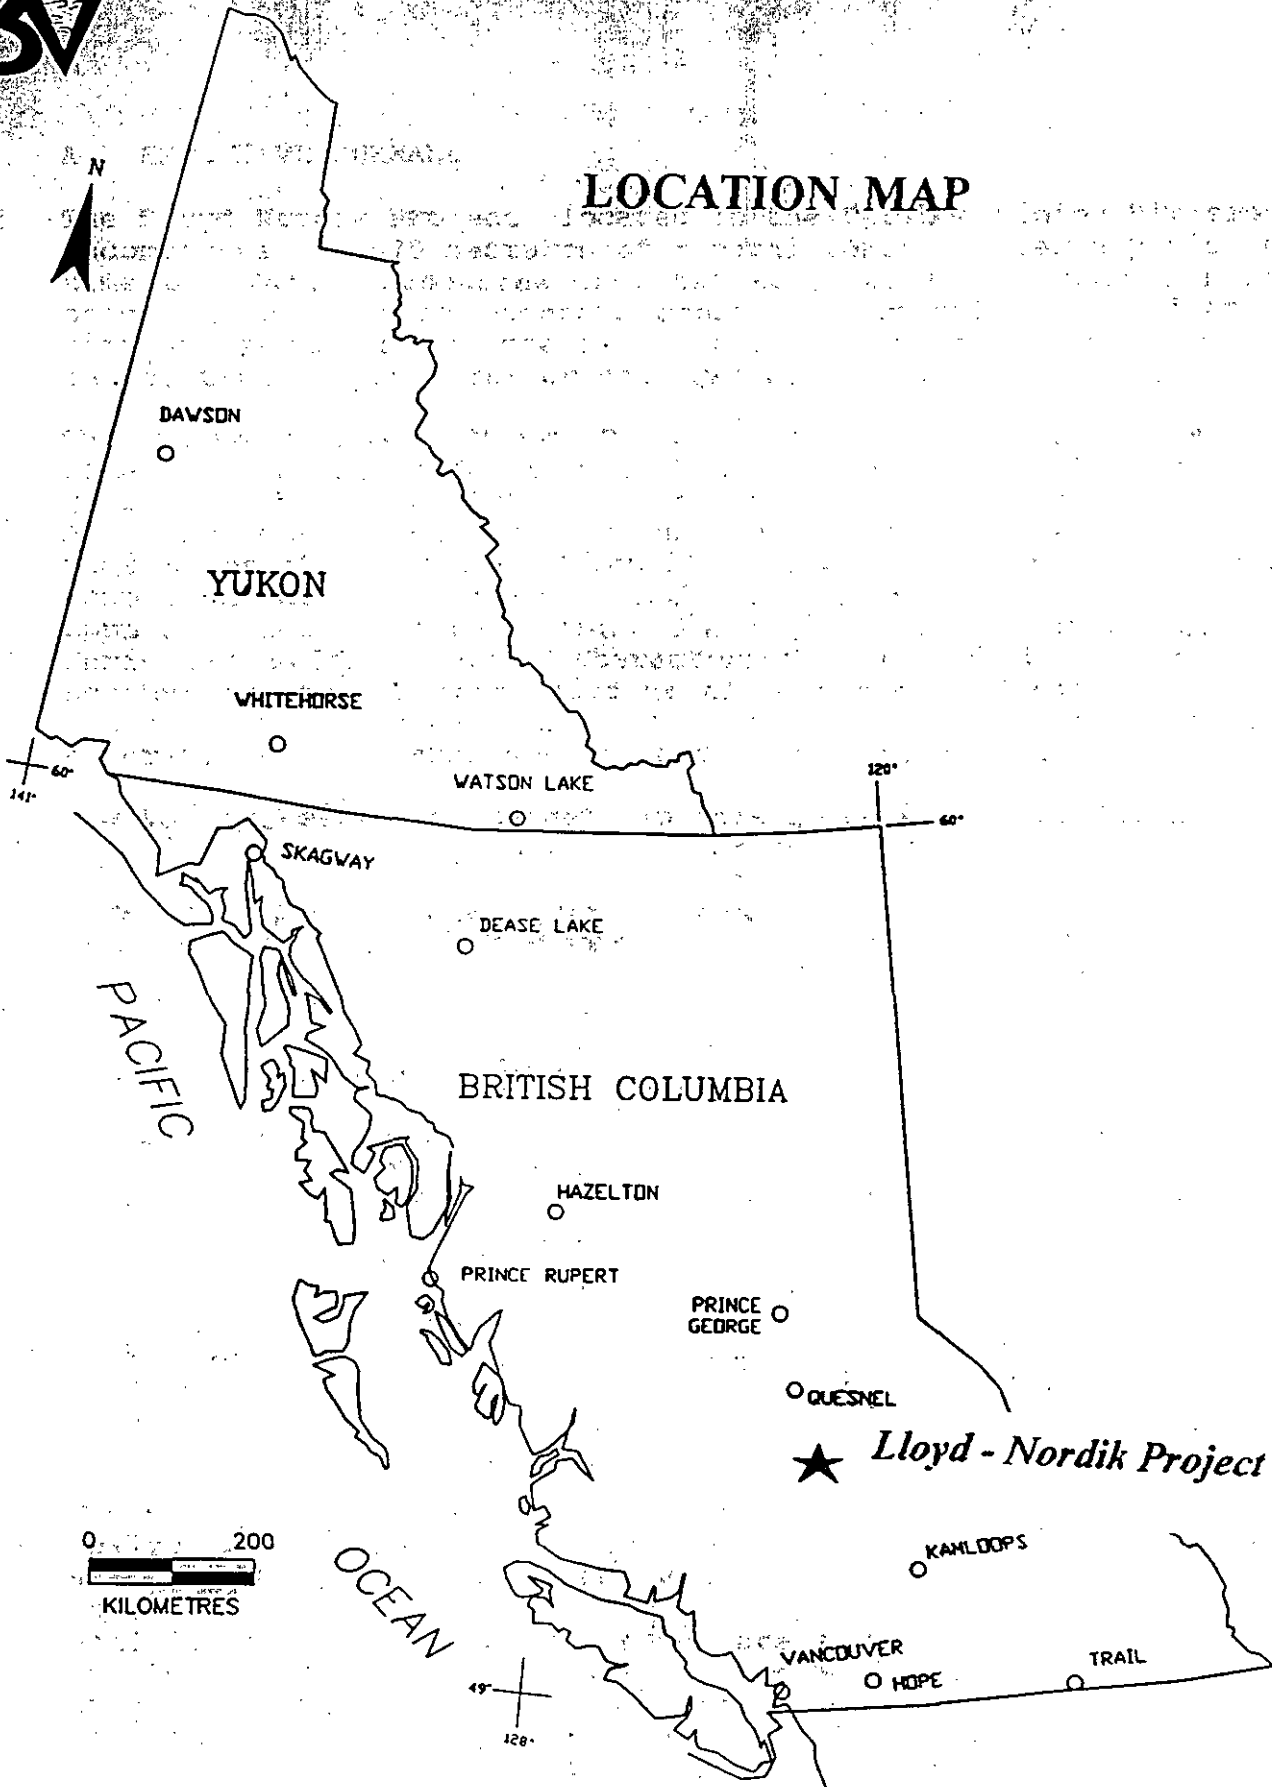 SV
LOCATION MAP
N
DAWSON
YUKON
WHITEHORSE
60°
141°
WATSON LAKE
120°
60°
SKAGWAY
DEASE LAKE
PACIFIC
BRITISH COLUMBIA
HAZELTON
PRINCE RUPERT
PRINCE
GEORGE
QUESNEL
Lloyd - Nordik Project
0 200
KILOMETRES
OCEAN
KAMLOOPS
VANCOUVER
HOPE
TRAIL
49°
128°